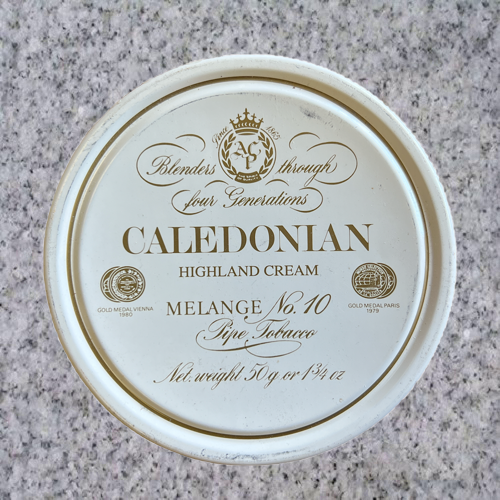 Since 1865
ACP
Blenders through
four Generations
CALEDONIAN
HIGHLAND CREAM
MELANGE No. 10
GOLD MEDAL VIENNA
1980
GOLD MEDAL PARIS
1979
Pipe Tobacco
Net. weight 50g or 1¾ oz